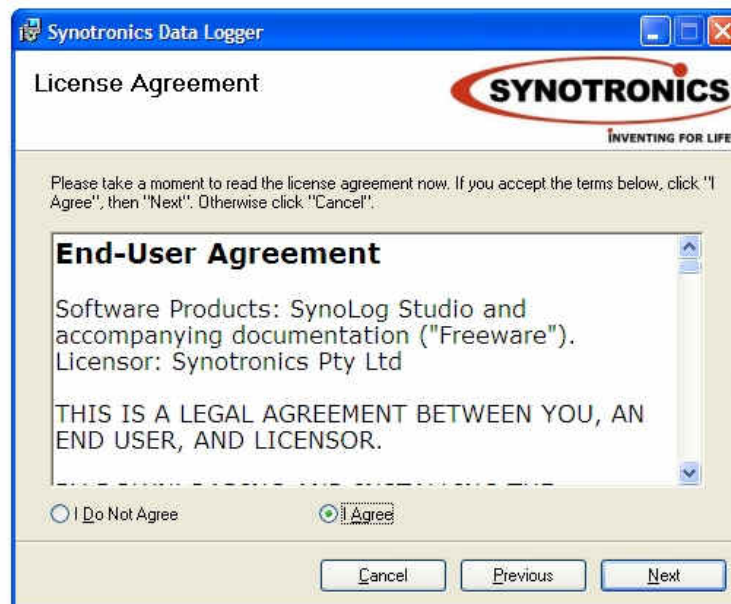 Synotronics Data Logger
License Agreement
SYNOTRONICS
INVENTING FOR LIFE
Please take a moment to read the license agreement now. If you accept the terms below, click "I
Agree", then "Next". Otherwise click "Cancel".
End-User Agreement
Software Products: SynoLog Studio and
accompanying documentation ("Freeware").
Licensor: Synotronics Pty Ltd
THIS IS A LEGAL AGREEMENT BETWEEN YOU, AN
END USER, AND LICENSOR.
I Do Not Agree
I Agree
Cancel
Previous
Next